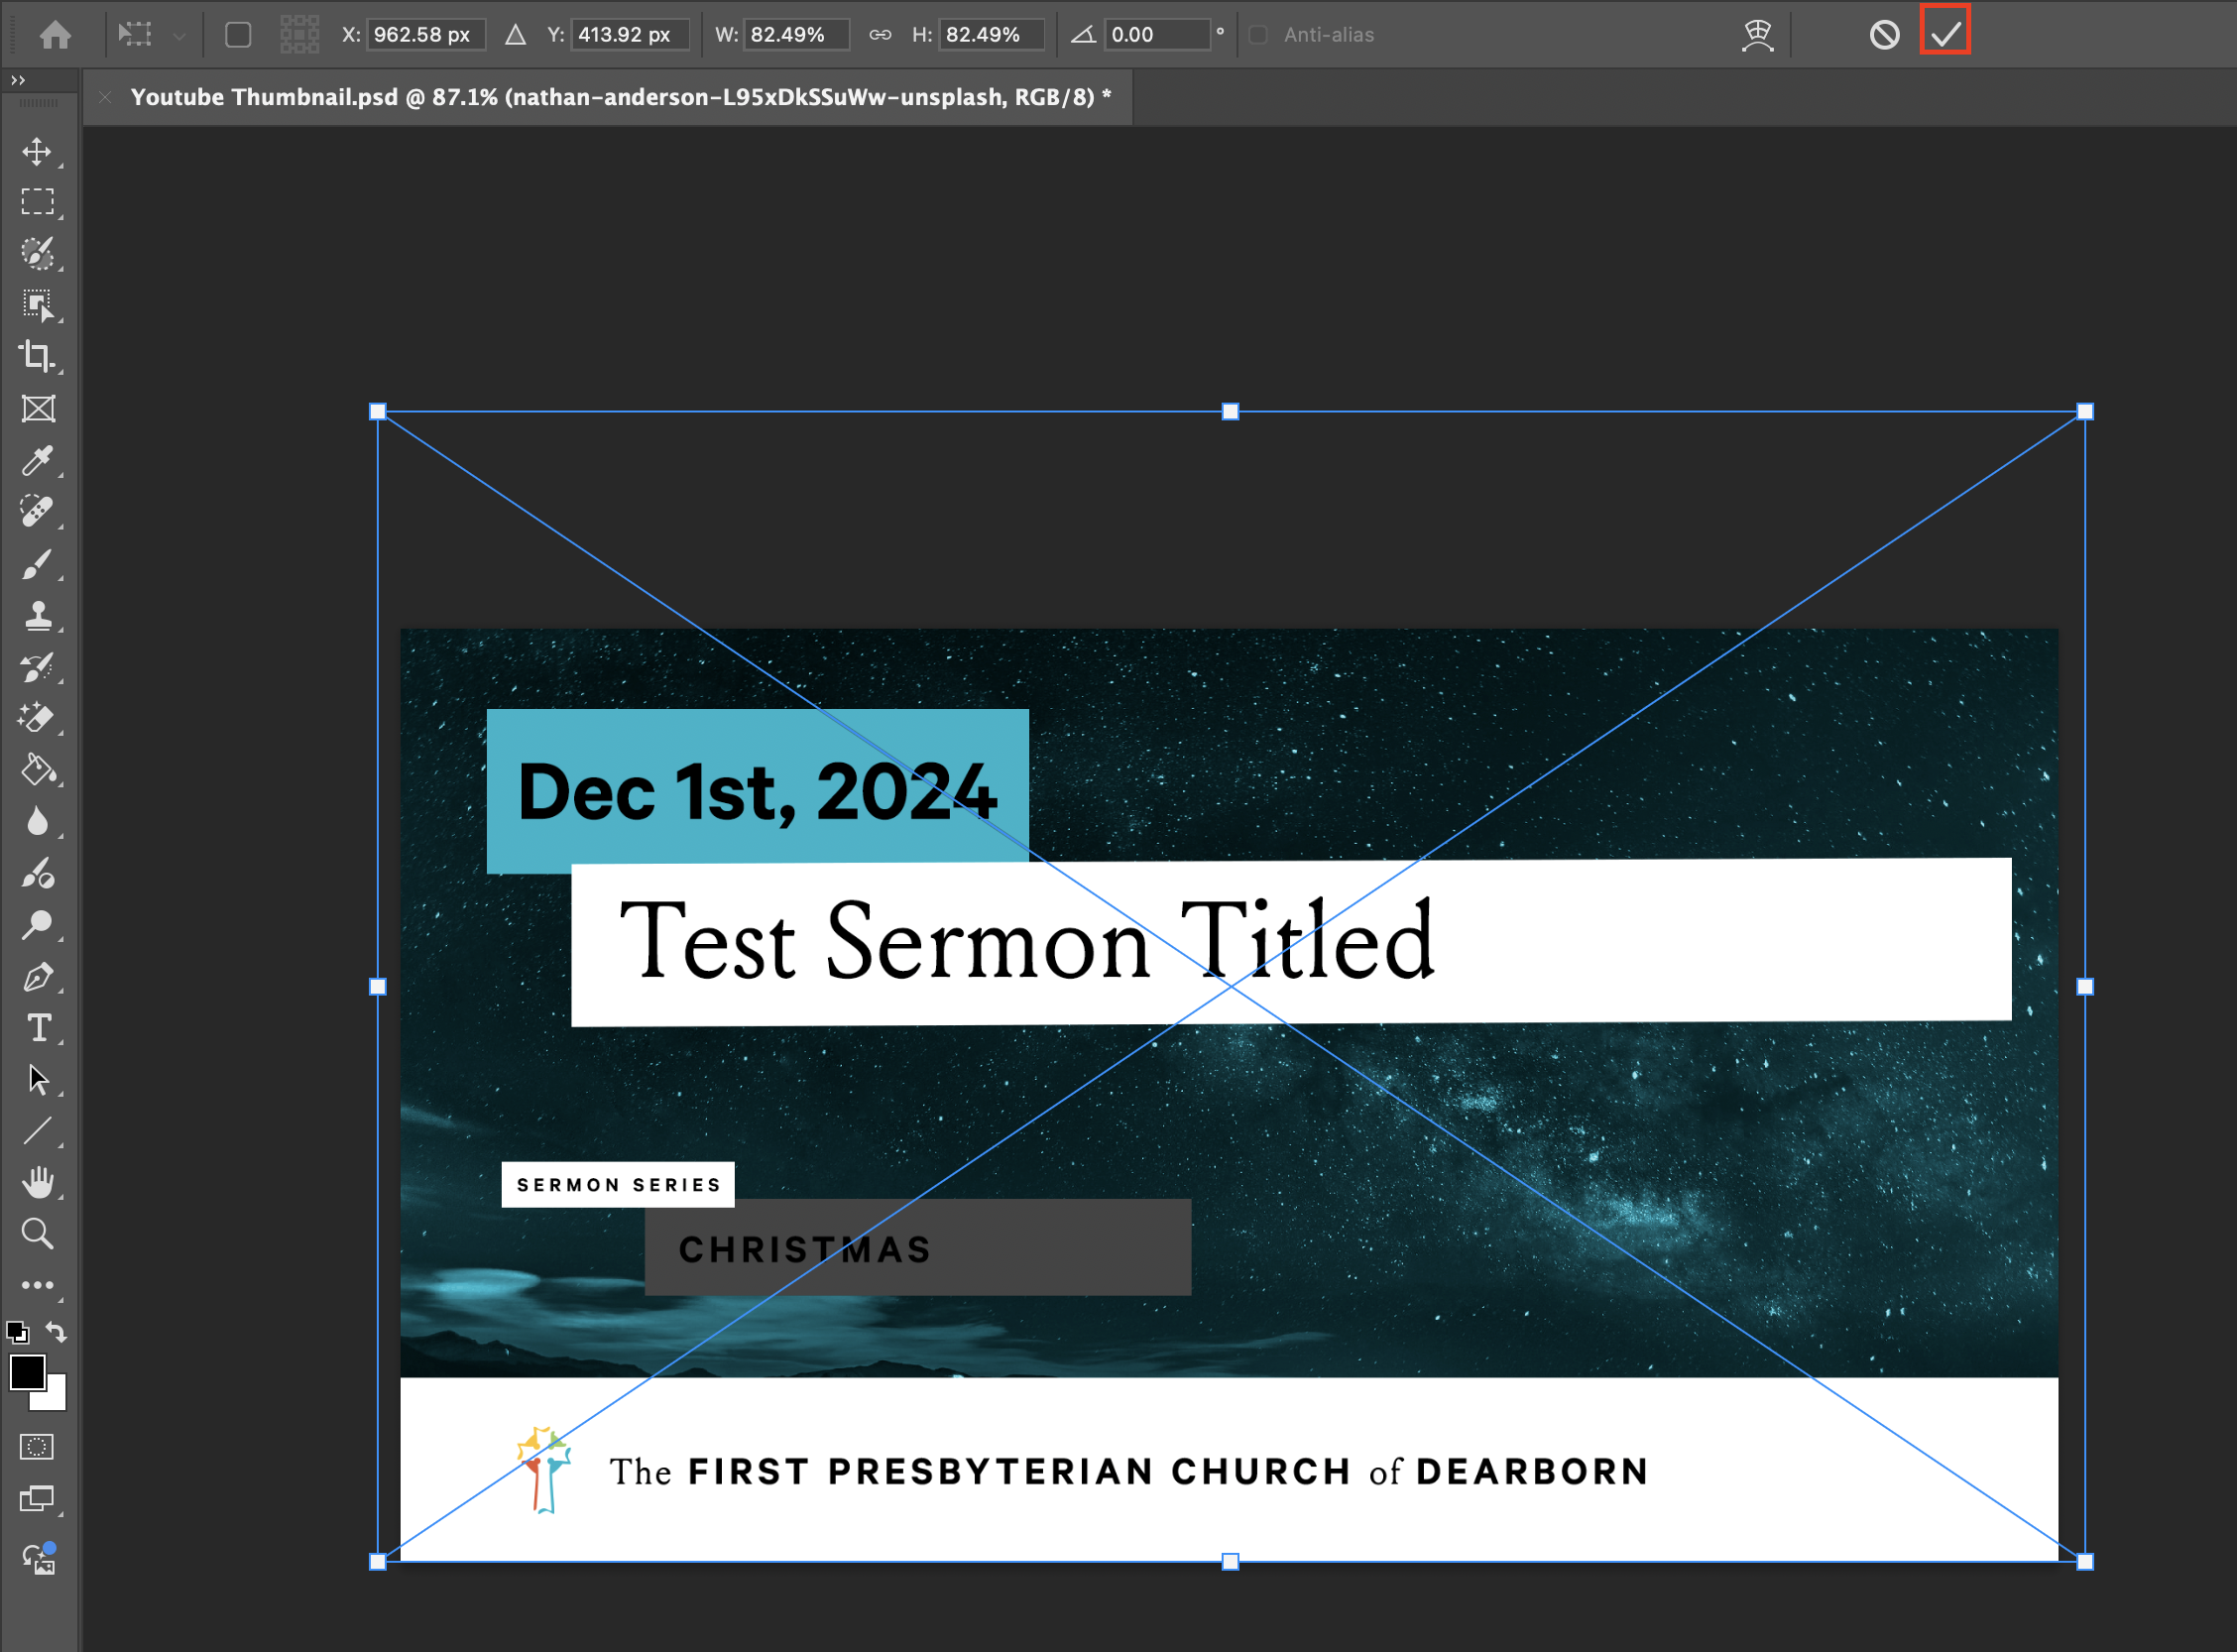 X: 962.58 px Y: 413.92 px W: 82.49% H: 82.49% 0.00 ° Anti-alias
Youtube Thumbnail.psd @ 87.1% (nathan-anderson-L95xDkSSuWw-unsplash, RGB/8) *
Dec 1st, 2024
Test Sermon Titled
SERMON SERIES
CHRISTMAS
The FIRST PRESBYTERIAN CHURCH of DEARBORN